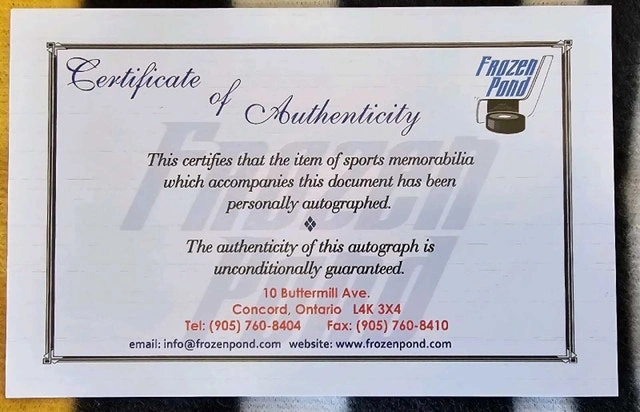 Certificate
of
Authenticity
Frozen
Pond
This certifies that the item of sports memorabilia
which accompanies this document has been
personally autographed.
The authenticity of this autograph is
unconditionally guaranteed.
10 Buttermill Ave.
Concord, Ontario L4K 3X4
Tel: (905) 760-8404 Fax: (905) 760-8410
email: info@frozenpond.com website: www.frozenpond.com
Frozen
Pond